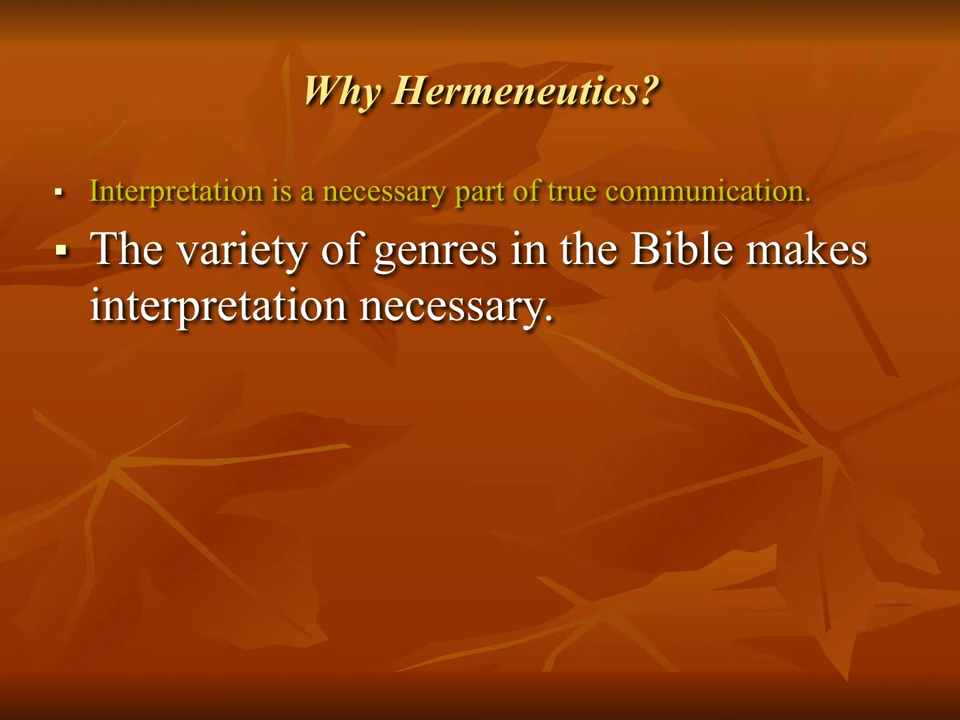 Why Hermeneutics?
▪ Interpretation is a necessary part of true communication.
▪ The variety of genres in the Bible makes
interpretation necessary.